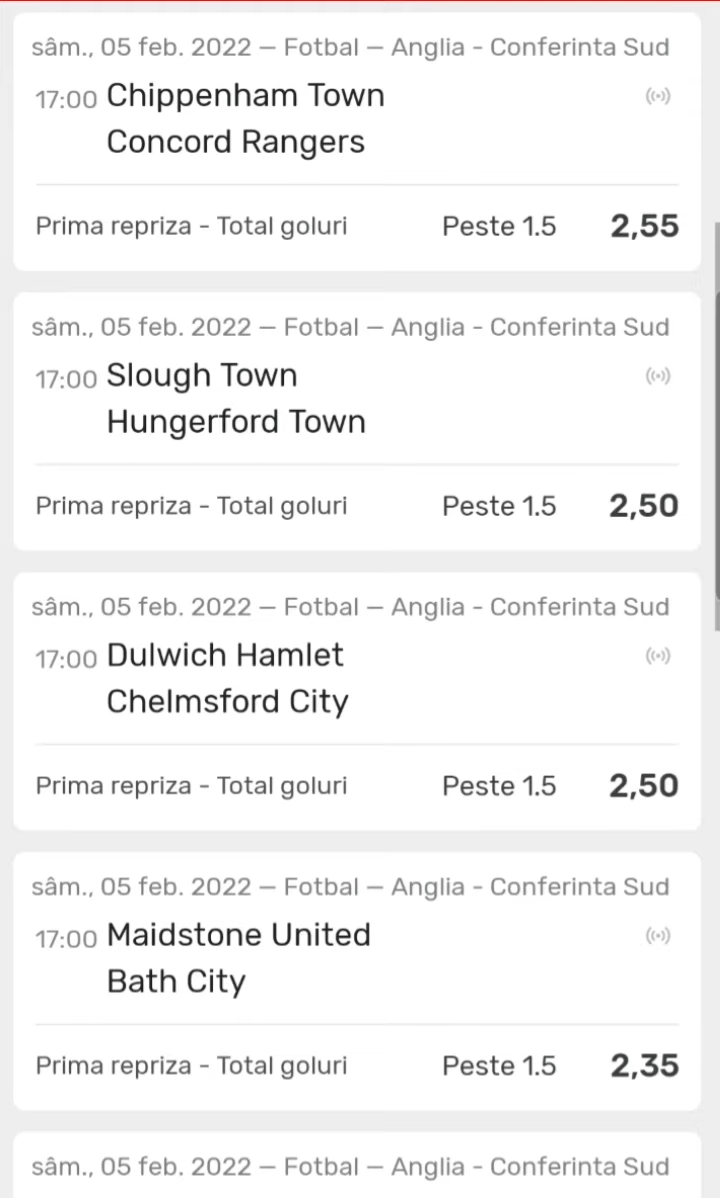 sâm., 05 feb. 2022 — Fotbal — Anglia - Conferinta Sud
17:00 Chippenham Town
Concord Rangers
Prima repriza - Total goluri Peste 1.5 2,55
sâm., 05 feb. 2022 — Fotbal — Anglia - Conferinta Sud
17:00 Slough Town
Hungerford Town
Prima repriza - Total goluri Peste 1.5 2,50
sâm., 05 feb. 2022 — Fotbal — Anglia - Conferinta Sud
17:00 Dulwich Hamlet
Chelmsford City
Prima repriza - Total goluri Peste 1.5 2,50
sâm., 05 feb. 2022 — Fotbal — Anglia - Conferinta Sud
17:00 Maidstone United
Bath City
Prima repriza - Total goluri Peste 1.5 2,35
sâm., 05 feb. 2022 — Fotbal — Anglia - Conferinta Sud